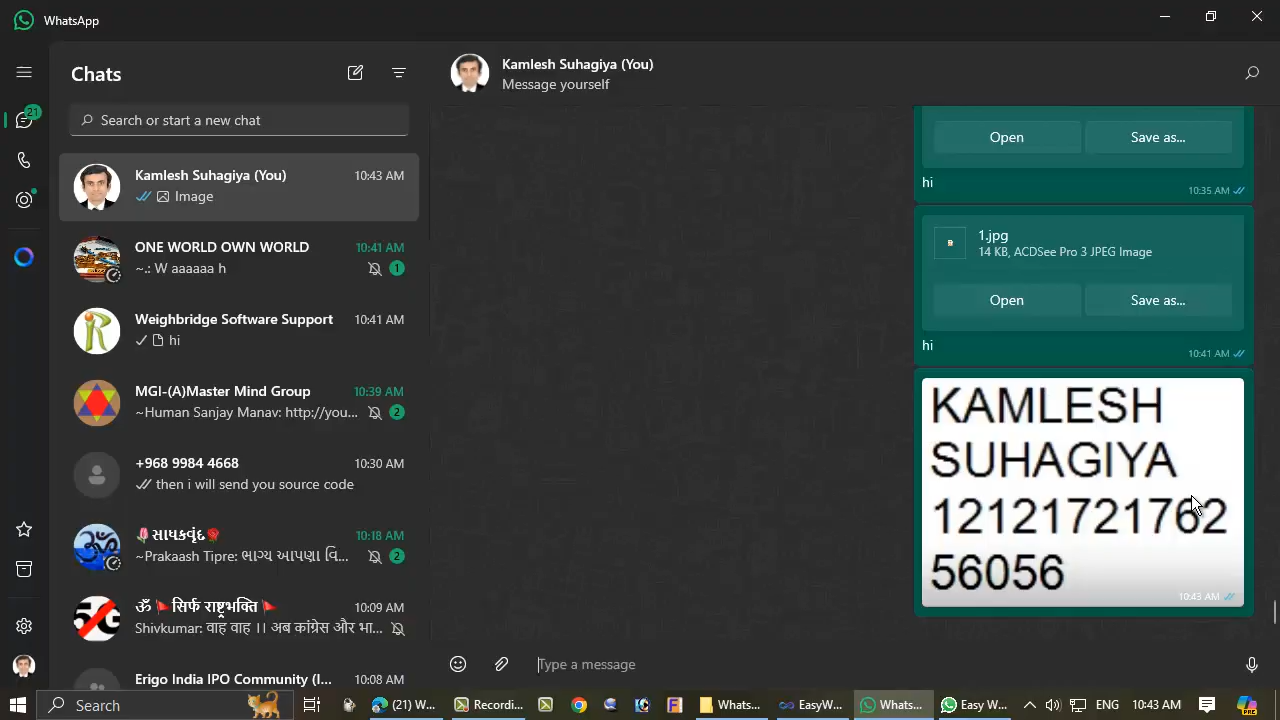 WhatsApp
Chats
Search or start a new chat
21
Kamlesh Suhagiya (You)
10:43 AM
Image
ONE WORLD OWN WORLD
10:41 AM
~.: W aaaaaa h
1
Weighbridge Software Support
10:41 AM
hi
MGI-(A)Master Mind Group
10:39 AM
~Human Sanjay Manav: http://you...
2
+968 9984 4668
10:30 AM
then i will send you source code
🌷સાધકવૃંદ🌹
10:18 AM
~Prakaash Tipre: ભાગ્ય આપણા વિ...
2
ॐ🚩सिर्फ राष्ट्रभक्ति🚩
10:09 AM
Shivkumar: वाह वाह ।। अब कांग्रेस और भा...
Erigo India IPO Community (I...
10:08 AM
Kamlesh Suhagiya (You)
Message yourself
Open
Save as...
hi
10:35 AM
1.jpg
14 KB, ACDSee Pro 3 JPEG Image
Open
Save as...
hi
10:41 AM
KAMLESH
SUHAGIYA
12121721762
56056
10:43 AM
Type a message
Search
(21) W...
Recordi...
Whats...
EasyW...
Whats...
Easy W...
ENG
10:43 AM
PRE